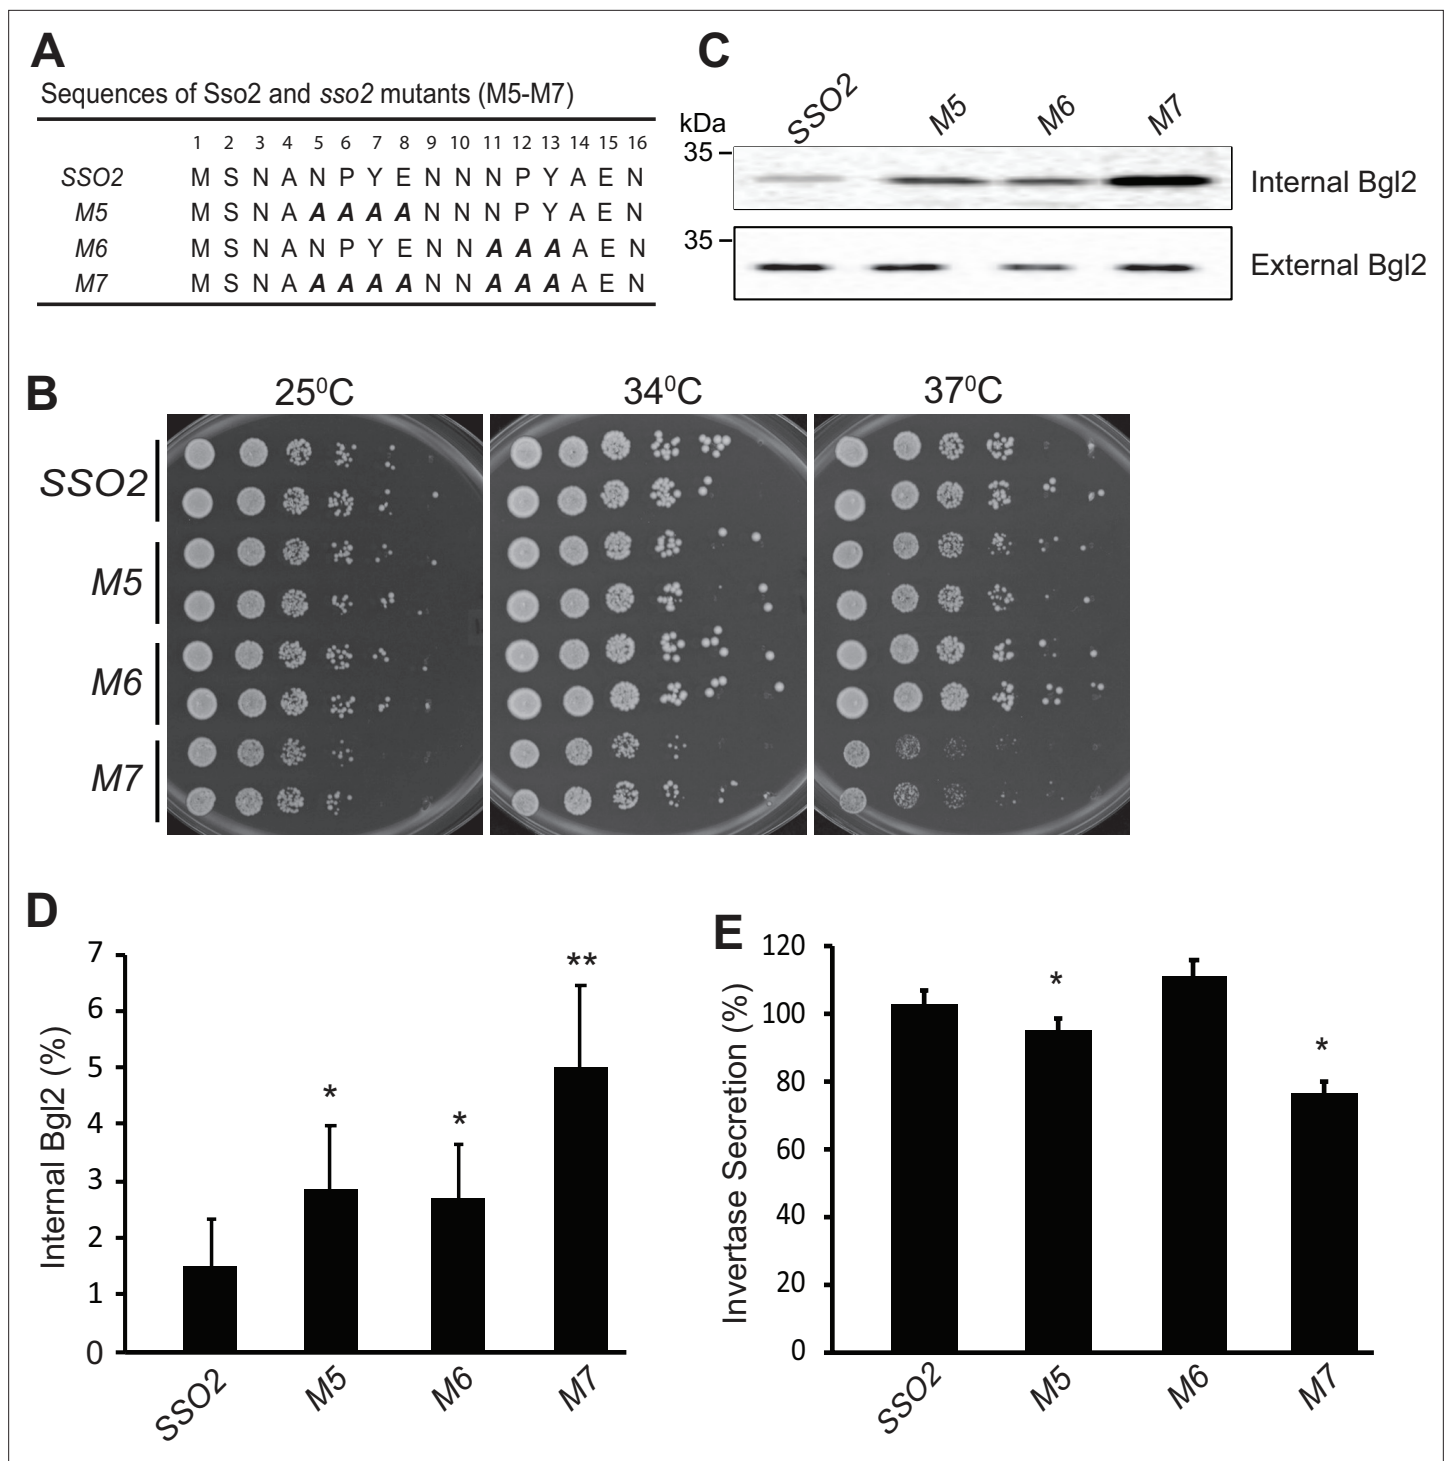 A
Sequences of Sso2 and sso2 mutants (M5-M7)
1 2 3 4 5 6 7 8 9 10 11 12 13 14 15 16
SSO2 M S N A N P Y E N N N P Y A E N
M5 M S N A A A A A N N N P Y A E N
M6 M S N A N P Y E N N A A A A E N
M7 M S N A A A A A N N A A A A E N
C
kDa
SSO2 M5 M6 M7
35
Internal Bgl2
35
External Bgl2
B
25⁰C 34⁰C 37⁰C
SSO2
M5
M6
M7
D
Internal Bgl2 (%)
7
6
5
4
3
2
1
0
* * **
SSO2 M5 M6 M7
E
Invertase Secretion (%)
120
100
80
60
40
20
0
* *
SSO2 M5 M6 M7